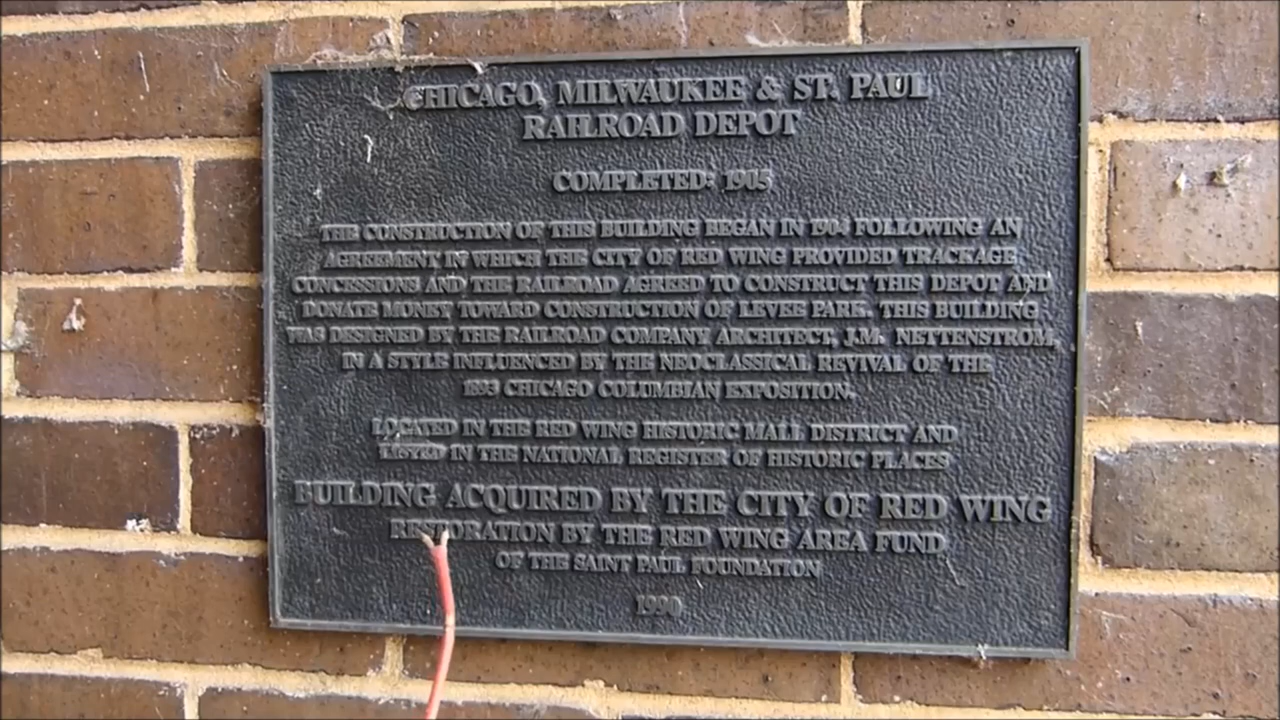 CHICAGO, MILWAUKEE & ST. PAUL
RAILROAD DEPOT
COMPLETED: 1905
THE CONSTRUCTION OF THIS BUILDING BEGAN IN 1904 FOLLOWING AN
AGREEMENT IN WHICH THE CITY OF RED WING PROVIDED TRACKAGE
CONCESSIONS AND THE RAILROAD AGREED TO CONSTRUCT THIS DEPOT AND
DONATE MONEY TOWARD CONSTRUCTION OF LEVEE PARK. THIS BUILDING
WAS DESIGNED BY THE RAILROAD COMPANY ARCHITECT, J.M. NETTENSTROM,
IN A STYLE INFLUENCED BY THE NEOCLASSICAL REVIVAL OF THE
1893 CHICAGO COLUMBIAN EXPOSITION.
LOCATED IN THE RED WING HISTORIC MALL DISTRICT AND
LISTED IN THE NATIONAL REGISTER OF HISTORIC PLACES
BUILDING ACQUIRED BY THE CITY OF RED WING
RESTORATION BY THE RED WING AREA FUND
OF THE SAINT PAUL FOUNDATION
1990